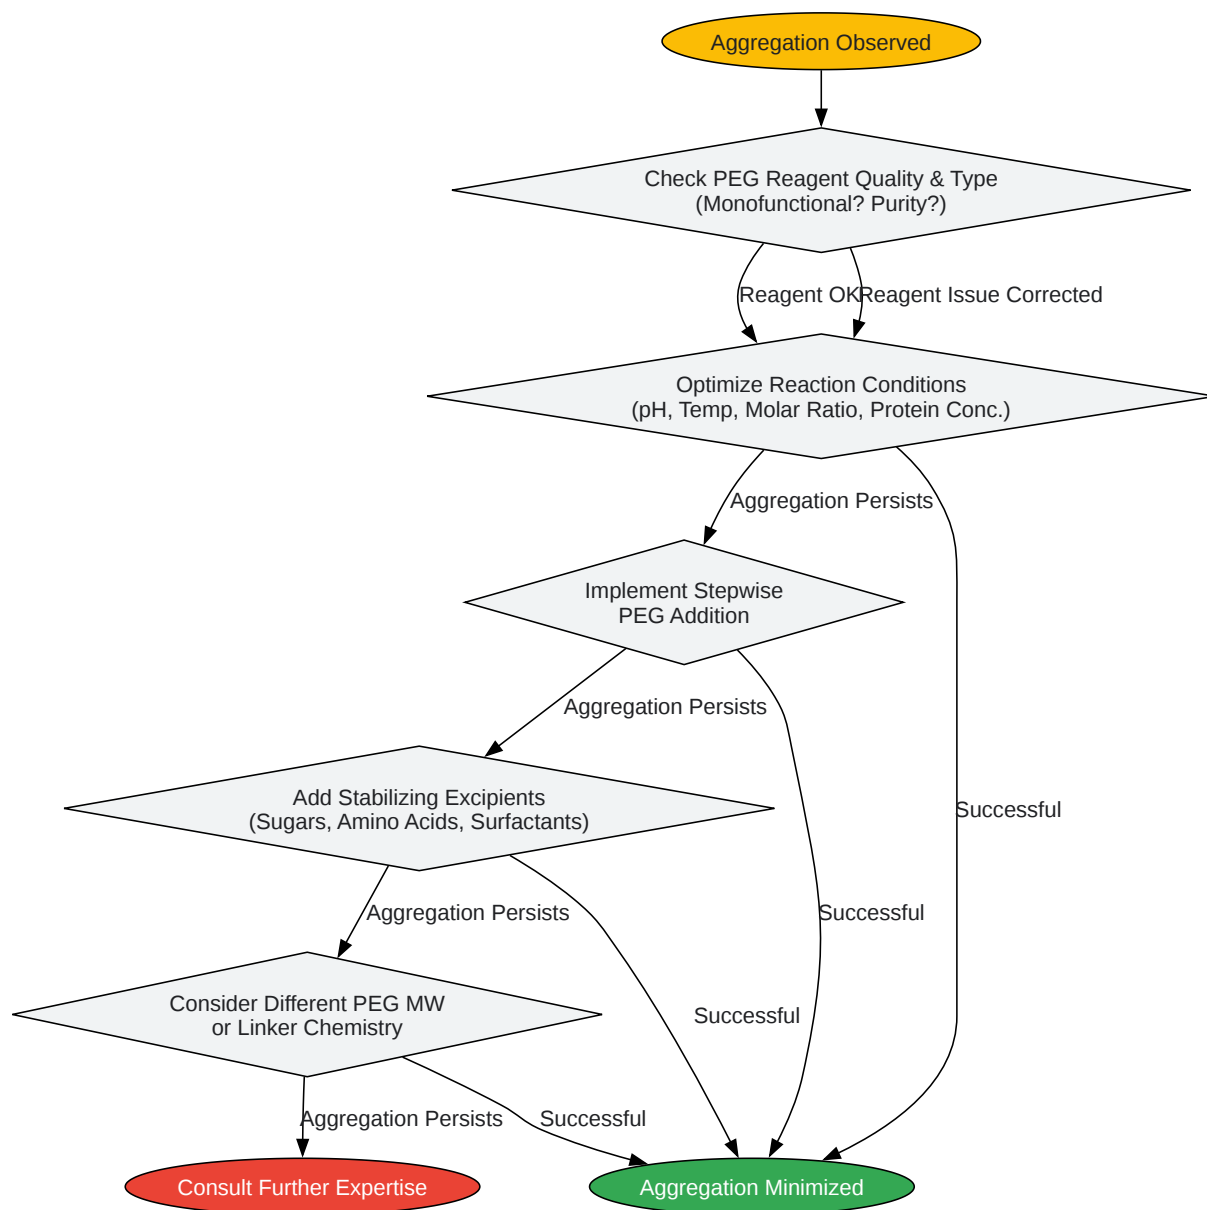 Aggregation Observed
Check PEG Reagent Quality & Type
(Monofunctional? Purity?)
Reagent OK
Reagent Issue Corrected
Optimize Reaction Conditions
(pH, Temp, Molar Ratio, Protein Conc.)
Aggregation Persists
Implement Stepwise
PEG Addition
Aggregation Persists
Add Stabilizing Excipients
(Sugars, Amino Acids, Surfactants)
Successful
Aggregation Persists
Successful
Consider Different PEG MW
or Linker Chemistry
Successful
Aggregation Persists
Successful
Consult Further Expertise
Aggregation Minimized